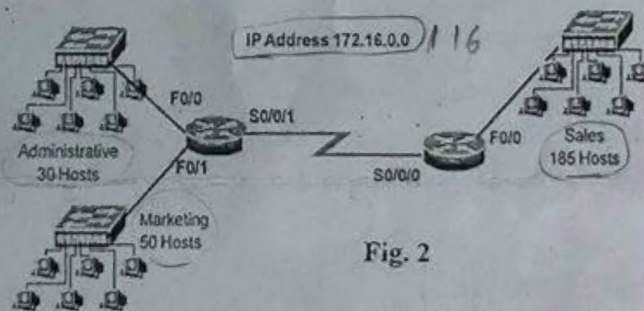 IP Address 172.16.0.0 / 16
F0/0
S0/0/1
Administrative
30 Hosts
F0/1
Marketing
50 Hosts
S0/0/0
F0/0
Sales
185 Hosts
Fig. 2